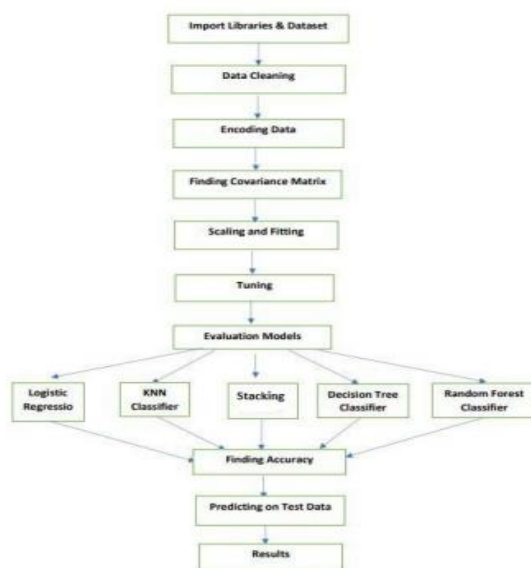 Import Libraries & Dataset
Data Cleaning
Encoding Data
Finding Covariance Matrix
Scaling and Fitting
Tuning
Evaluation Models
Logistic
Regressio
KNN
Classifier
Stacking
Decision Tree
Classifier
Random Forest
Classifier
Finding Accuracy
Predicting on Test Data
Results